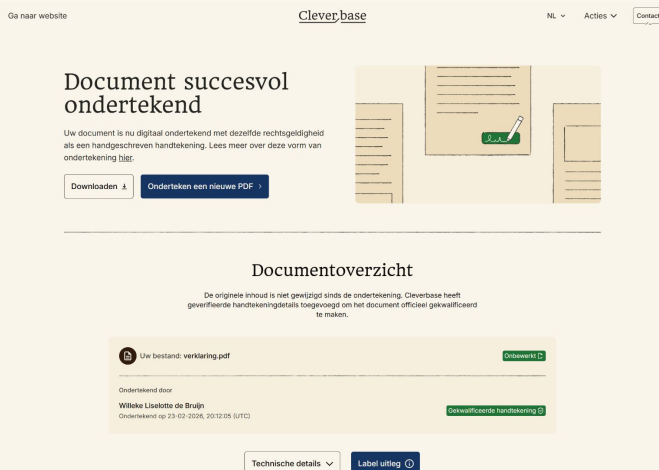 Ga naar website
Clever base
NL
Acties
Contact
Document succesvol
ondertekend
Uw document is nu digitaal ondertekend met dezelfde rechtsgeldigheid
als een handgeschreven handtekening. Lees meer over deze vorm van
ondertekening hier.
Downloaden
Onderteken een nieuwe PDF
Documentoverzicht
De originele inhoud is niet gewijzigd sinds de ondertekening. Cleverbase heeft
geverifieerde handtekeningdetails toegevoegd om het document officieel gekwalificeerd
te maken.
Uw bestand: verklaring.pdf
Onbewerkt
Ondertekend door
Willeke Liselotte de Bruijn
Ondertekend op 23-02-2026, 20:12:05 (UTC)
Gekwalificeerde handtekening
Technische details
Label uitleg